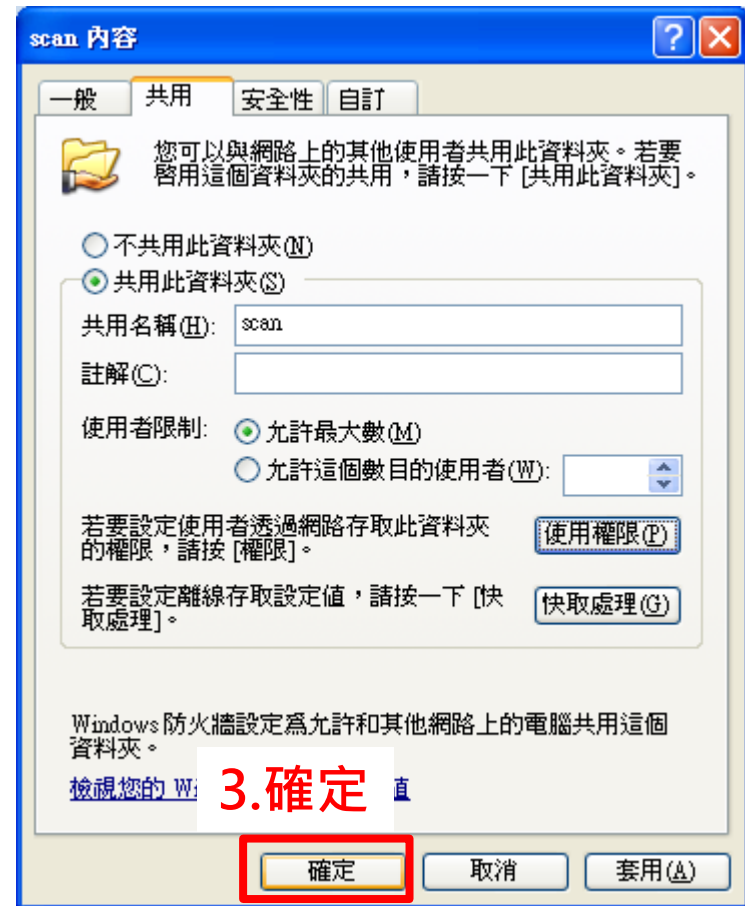 scan 內容
一般 共用 安全性 自訂
您可以與網路上的其他使用者共用此資料夾。若要
啓用這個資料夾的共用，請按一下 [共用此資料夾]。
不共用此資料夾(N)
共用此資料夾(S)
共用名稱(H): scan
註解(C):
使用者限制: 允許最大數(M)
允許這個數目的使用者(W):
若要設定使用者透過網路存取此資料夾
的權限，請按 [權限]。
使用權限(P)
若要設定離線存取設定值，請按一下 [快
取處理]。
快取處理(G)
Windows 防火牆設定爲允許和其他網路上的電腦共用這個
資料夾。
檢視您的 值
3.確定
確定 取消 套用(A)